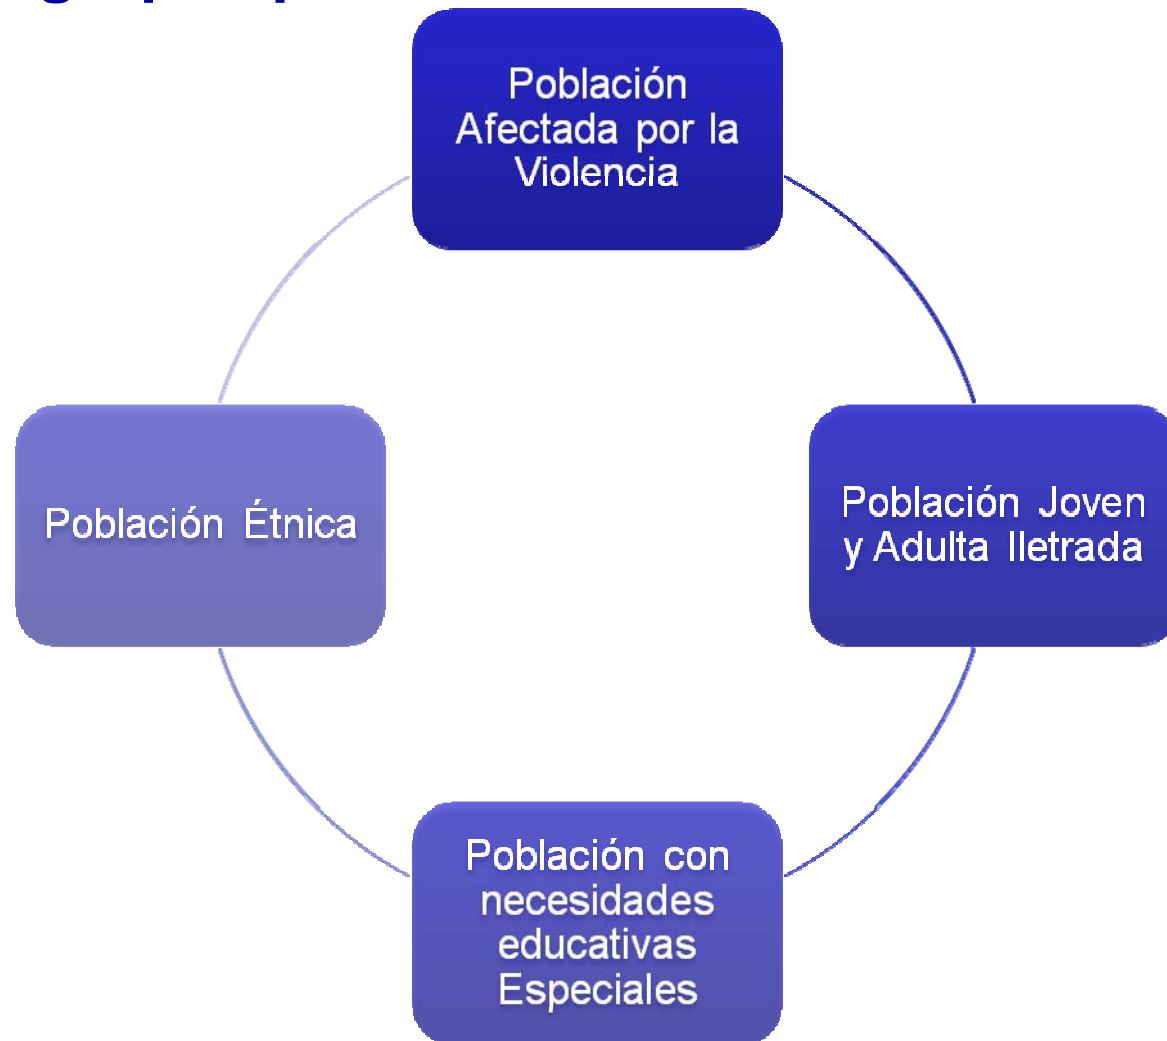 Población
Afectada por la
Violencia
Población Étnica
Población Joven
y Adulta Iletrada
Población con
necesidades
educativas
Especiales